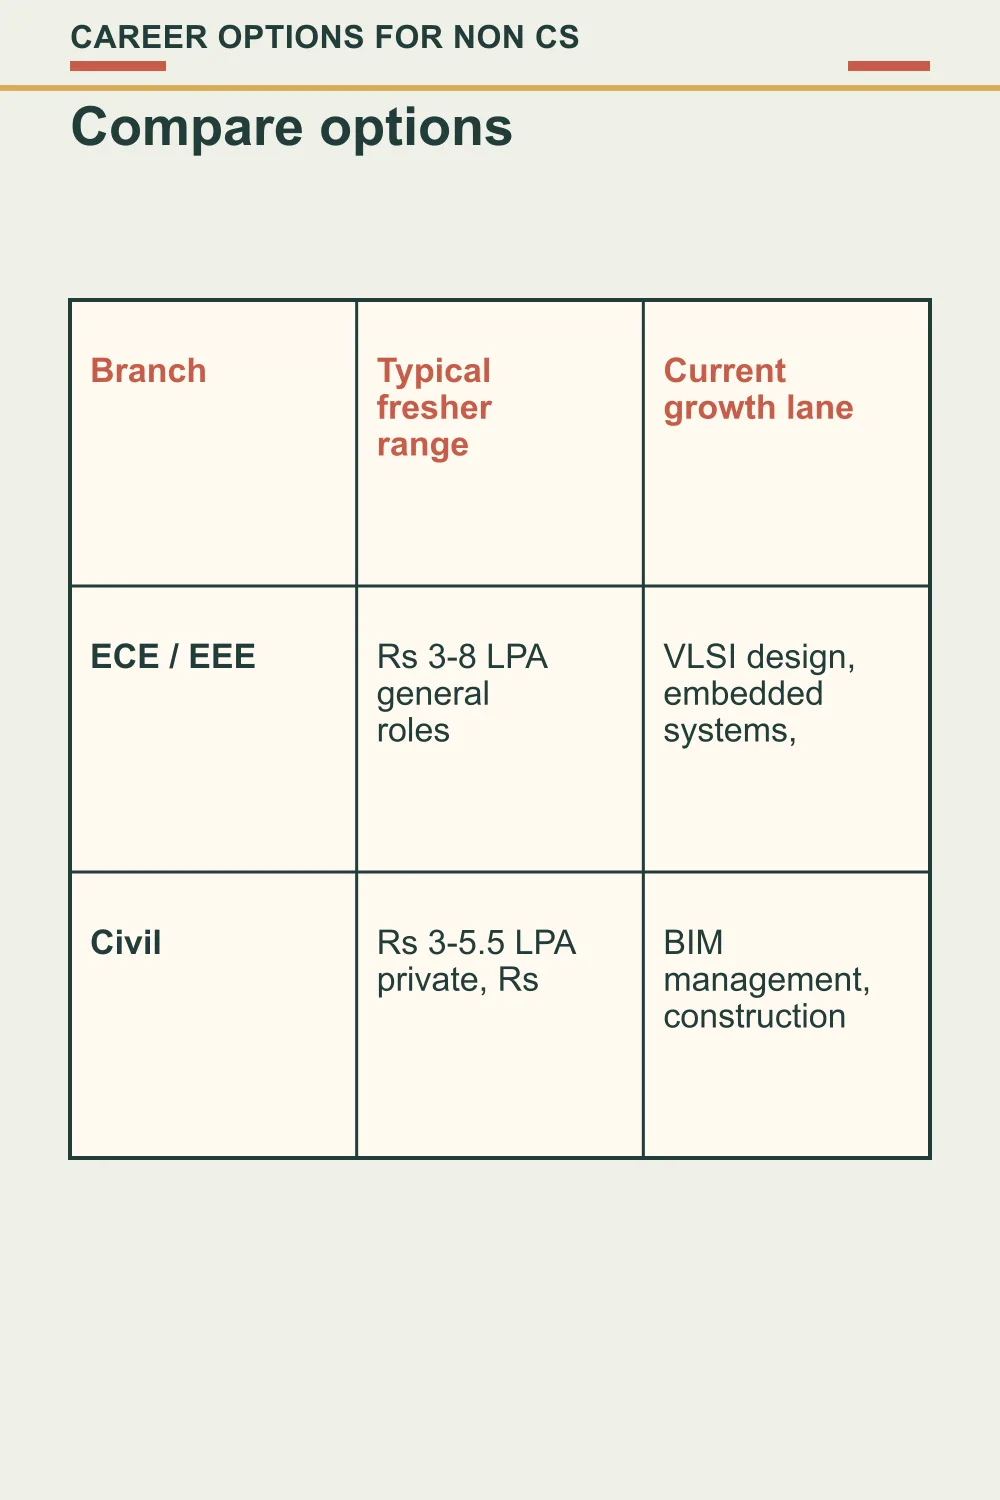 CAREER OPTIONS FOR NON CS
Compare options
Branch
Typical
fresher
range
Current
growth lane
ECE / EEE
Rs 3-8 LPA
general
roles
VLSI design,
embedded
systems,
Civil
Rs 3-5.5 LPA
private, Rs
BIM
management,
construction